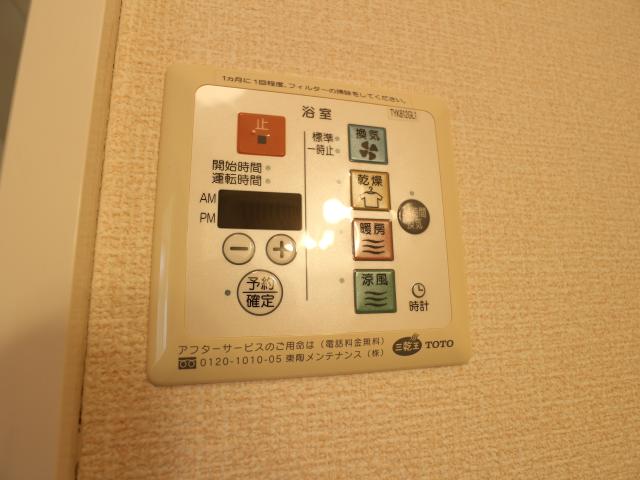 1カ月に1回程度、フィルターの掃除をしてください。
浴室
TYK812GL1
止
標準
一時止
換気
開始時間
運転時間
乾燥
AM
PM
換気
暖房
予約
確定
涼風
時計
アフターサービスのご用命は(電話料金無料)
0120-1010-05 東陶メンテナンス(株)
三乾王 TOTO